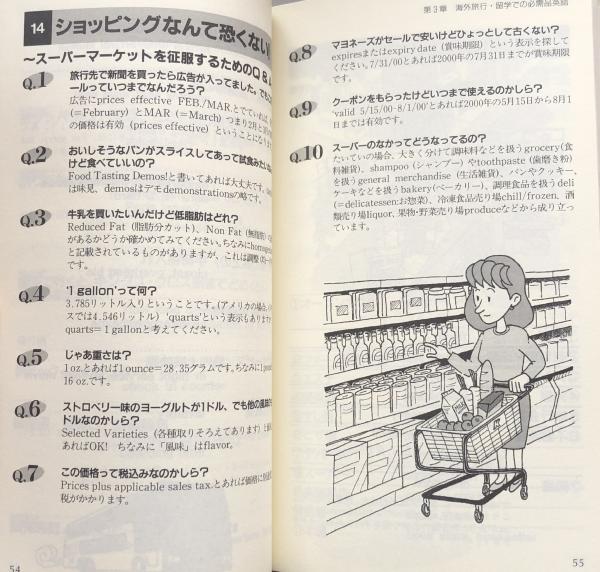 14 ショッピングなんて恐くない
〜スーパーマーケットを征服するためのQ &
Q.1 旅行先で新聞を買ったら広告が入ってました。でも
ールっていつまでなんだろう?
広告にprices effective FEB./MAR.とでていれば、
(=February) とMAR (=March) つまり2月と3月
の価格は有効 (prices effective) ということになりま
Q.2 おいしそうなパンがスライスしてあって試食みたい
けど食べていいの?
Food Tasting Demos!と書いてあれば大丈夫。
は味見、demosはデモdemonstrationsの略です。
Q.3 牛乳を買いたいんだけど低脂肪はどれ?
Reduced Fat (脂肪分カット)、Non Fat (無脂肪)
があるかどうか確かめてみてください。ちなみに
と記載されているものがありますが、これは調整
です。
Q.4 ‘1 gallon’って何?
3.785リットル入りということです。(アメリカの場合。イ
スでは4.546リットル) ‘quarts’という表示もあります
quarts=1 gallonと考えてください。
Q.5 じゃあ重さは?
1 oz.とあれば1 ounce=28.35グラムです。ちなみに1
16 oz.です。
Q.6 ストロベリー味のヨーグルトが1ドル、でも他の風味
ドルなのかしら?
Selected Varieties (各種取りそろえてあります) と
あればOK! ちなみに「風味」はflavor。
Q.7 この価格って税込みなのかしら?
Prices plus applicable sales tax.とあれば価格に
税がかかります。
54
第3章 海外旅行・留学での必需品英語
Q.8 マヨネーズがセールで安いけどひょっとして古くない?
expiresまたはexpiry date (賞味期限) という表示を探して
ください。7/31/00とあれば2000年の7月31日までが賞味期限
です。
Q.9 クーポンをもらったけどいつまで使えるのかしら?
‘valid 5/15/00-8/1/00’とあれば2000年の5月15日から8月1
日までは有効です。
Q.10 スーパーのなかってどうなってるの?
たいていの場合、大きく分けて調味料などを扱うgrocery(食
料雑貨)、shampoo (シャンプー) やtoothpaste (歯磨き粉)
を扱うgeneral merchandise (生活雑貨)、パンやクッキー、
ケーキなどを扱うbakery(ベーカリー)、調理食品を扱うdeli
(=delicatessen:お惣菜)、冷凍食品売り場chill/frozen、酒
類売り場liquor、果物・野菜売り場produceなどから成り立っ
ています。
55